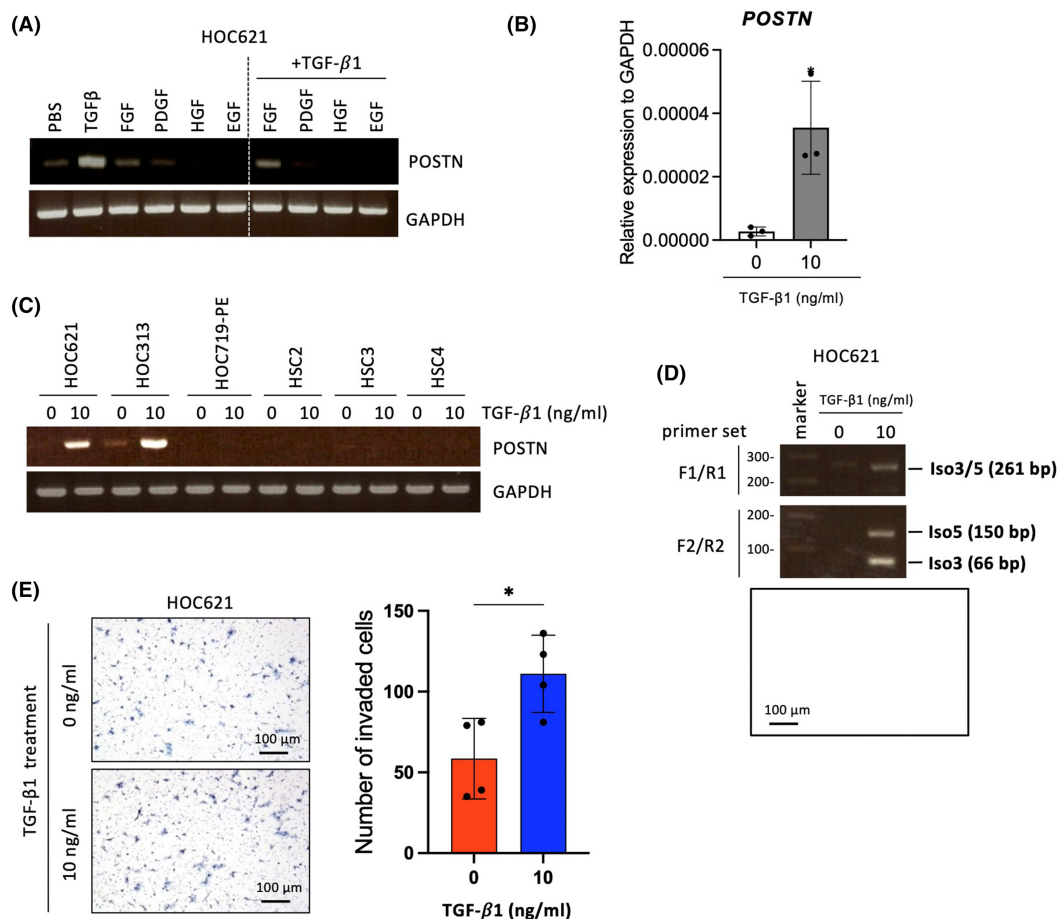 (A)
HOC621
+TGF-β1
PBS TGFβ FGF PDGF HGF EGF FGF PDGF HGF EGF
POSTN
GAPDH
(B)
POSTN
Relative expression to GAPDH
0.00006
*
0.00004
0.00002
0.00000
0 10
TGF-β1 (ng/ml)
(C)
HOC621 HOC313 HOC719-PE HSC2 HSC3 HSC4
0 10 0 10 0 10 0 10 0 10 0 10 TGF-β1 (ng/ml)
POSTN
GAPDH
(D)
HOC621
marker
TGF-β1 (ng/ml)
primer set 0 10
F1/R1
300-
200-
Iso3/5 (261 bp)
F2/R2
200-
100-
Iso5 (150 bp)
Iso3 (66 bp)
100 μm
(E)
HOC621
TGF-β1 treatment
0 ng/ml
100 μm
10 ng/ml
100 μm
Number of invaded cells
150
*
100
50
0
0 10
TGF-β1 (ng/ml)